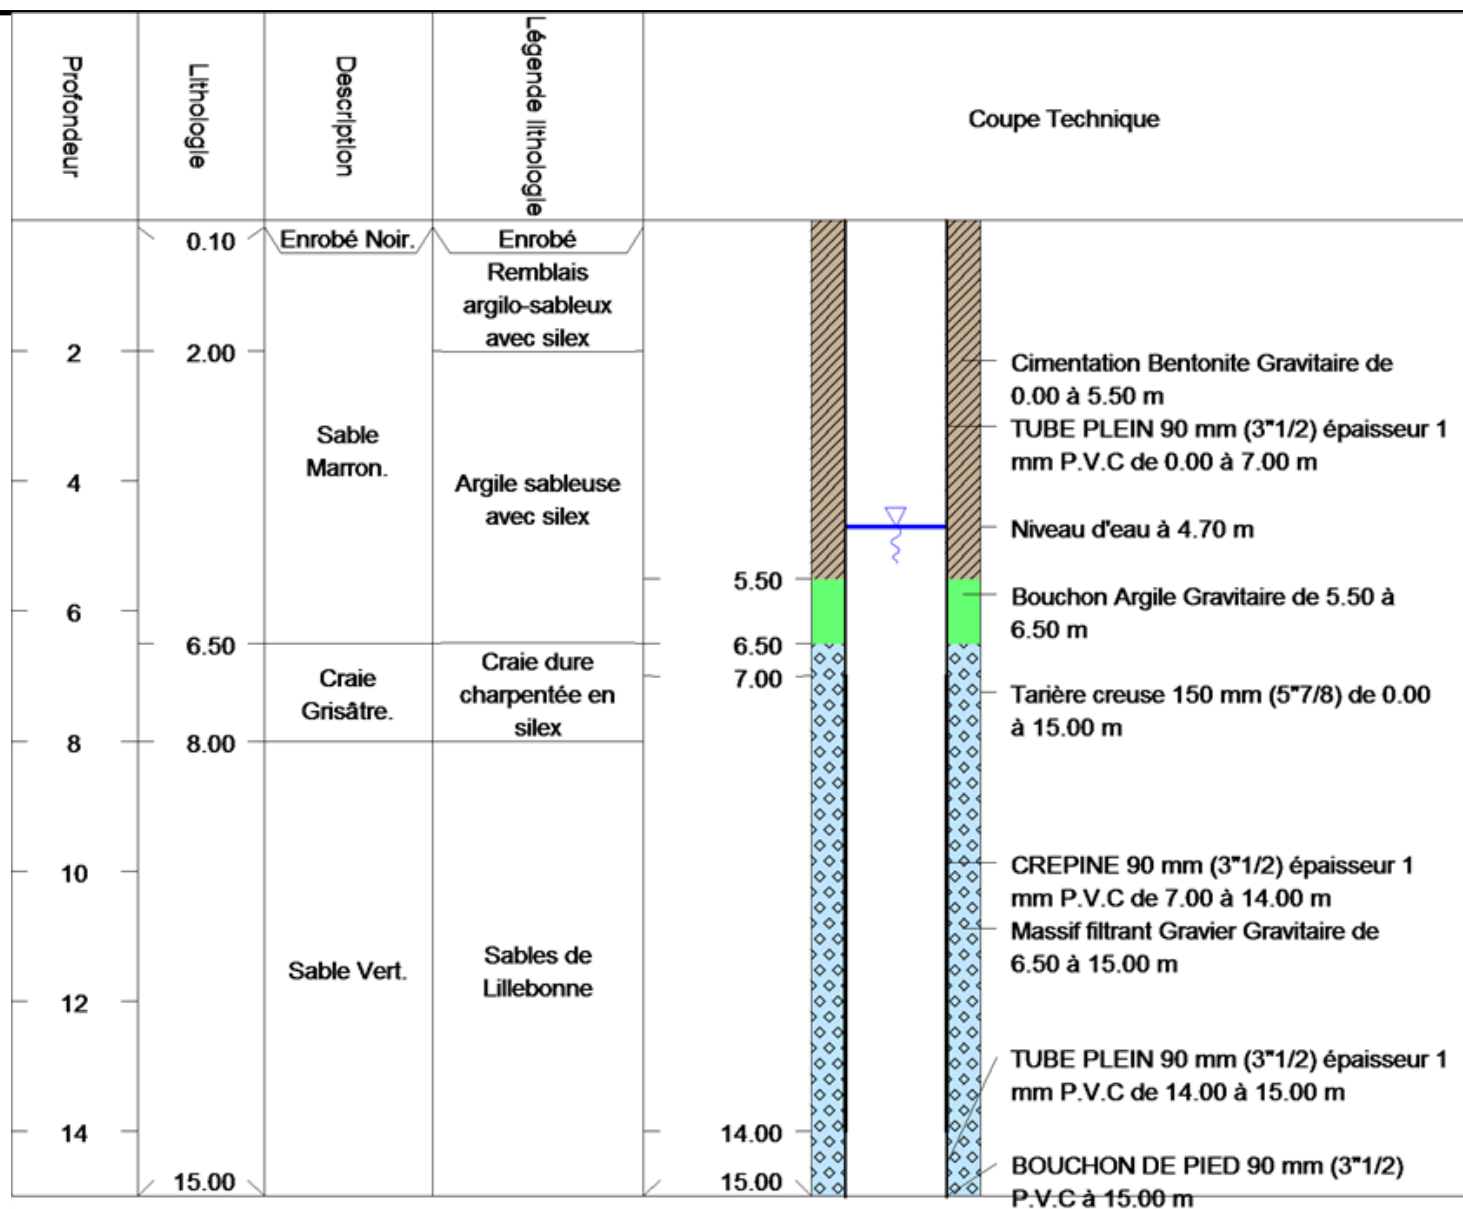 Profondeur
Lithologie
Description
Légende lithologie
Coupe Technique
0.10
Enrobé Noir.
Enrobé
Remblais
argilo-sableux
avec silex
2
2.00
Cimentation Bentonite Gravitaire de
0.00 à 5.50 m
TUBE PLEIN 90 mm (3"1/2) épaisseur 1
mm P.V.C de 0.00 à 7.00 m
Sable
Marron.
4
Argile sableuse
avec silex
Niveau d'eau à 4.70 m
5.50
Bouchon Argile Gravitaire de 5.50 à
6.50 m
6
6.50
6.50
Craie
Grisâtre.
Craie dure
charpentée en
silex
7.00
Tarière creuse 150 mm (5"7/8) de 0.00
à 15.00 m
8
8.00
CREPINE 90 mm (3"1/2) épaisseur 1
mm P.V.C de 7.00 à 14.00 m
10
Massif filtrant Gravier Gravitaire de
6.50 à 15.00 m
Sable Vert.
Sables de
Lillebonne
12
TUBE PLEIN 90 mm (3"1/2) épaisseur 1
mm P.V.C de 14.00 à 15.00 m
14
14.00
BOUCHON DE PIED 90 mm (3"1/2)
P.V.C à 15.00 m
15.00
15.00